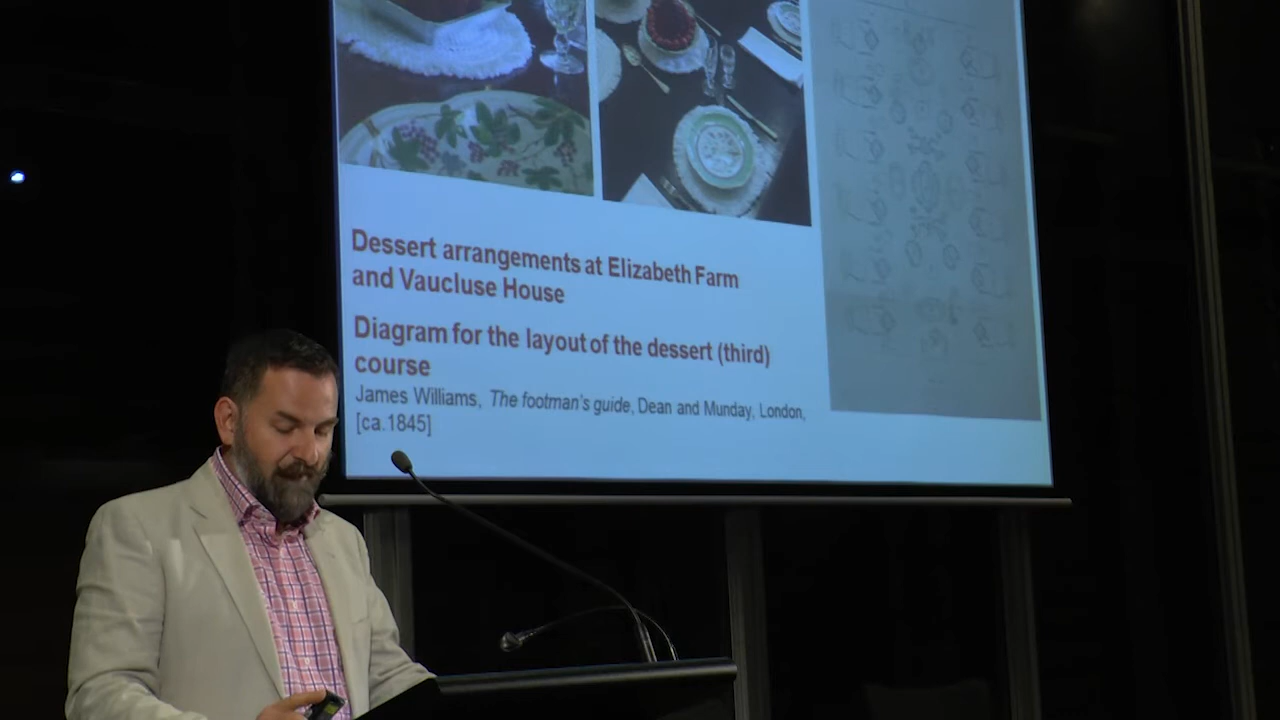 Dessert arrangements at Elizabeth Farm
and Vaucluse House
Diagram for the layout of the dessert (third)
course
James Williams, The footman's guide, Dean and Munday, London,
[ca.1845]